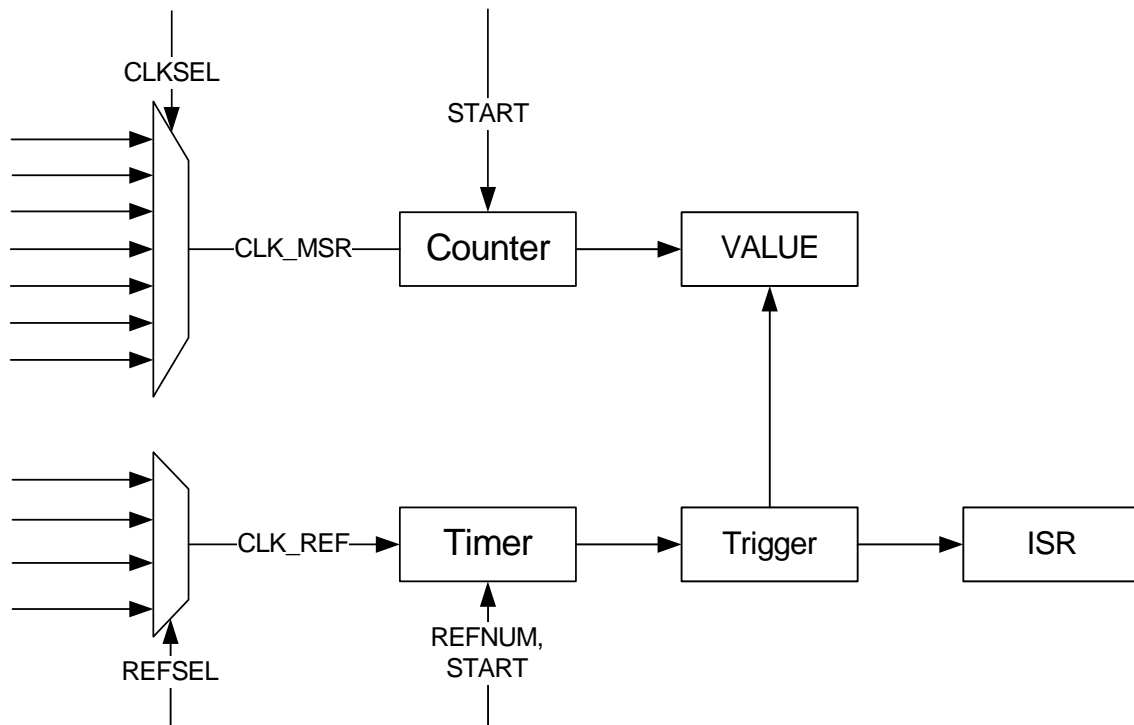 CLKSEL
START
CLK_MSR
Counter
VALUE
CLK_REF
Timer
Trigger
ISR
REFNUM,
START
REFSEL